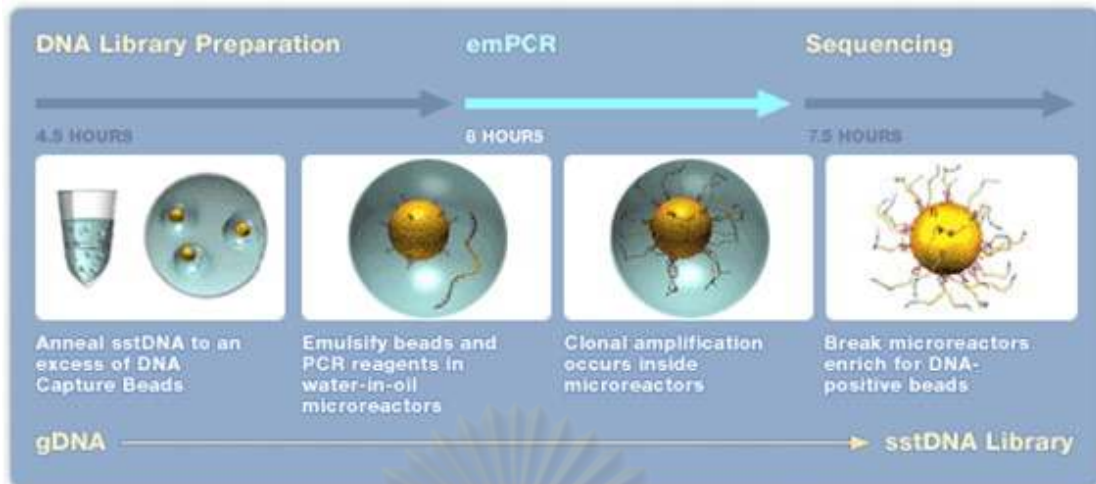 DNA Library Preparation
emPCR
Sequencing
4.5 HOURS
8 HOURS
7.5 HOURS
Anneal sstDNA to an
excess of DNA
Capture Beads
Emulsify beads and
PCR reagents in
water-in-oil
microreactors
Clonal amplification
occurs inside
microreactors
Break microreactors
enrich for DNA-
positive beads
gDNA
sstDNA Library